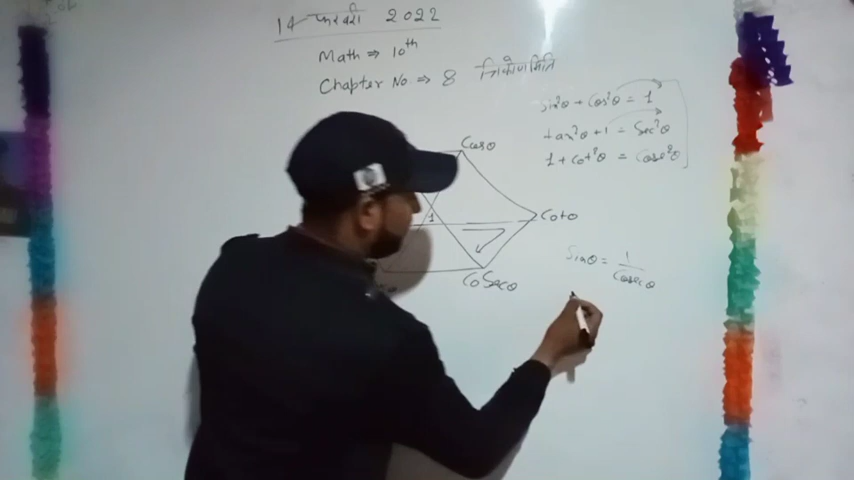 14 फरवरी 2022
Math ⇒ 10th
Chapter No ⇒ 8 त्रिकोणमिति
sin²θ + cos²θ = 1
tan²θ + 1 = Sec²θ
1 + cot²θ = Cosec²θ
Cosθ
1
Cotθ
CoSecθ
Sinθ = 1/Cosecθ